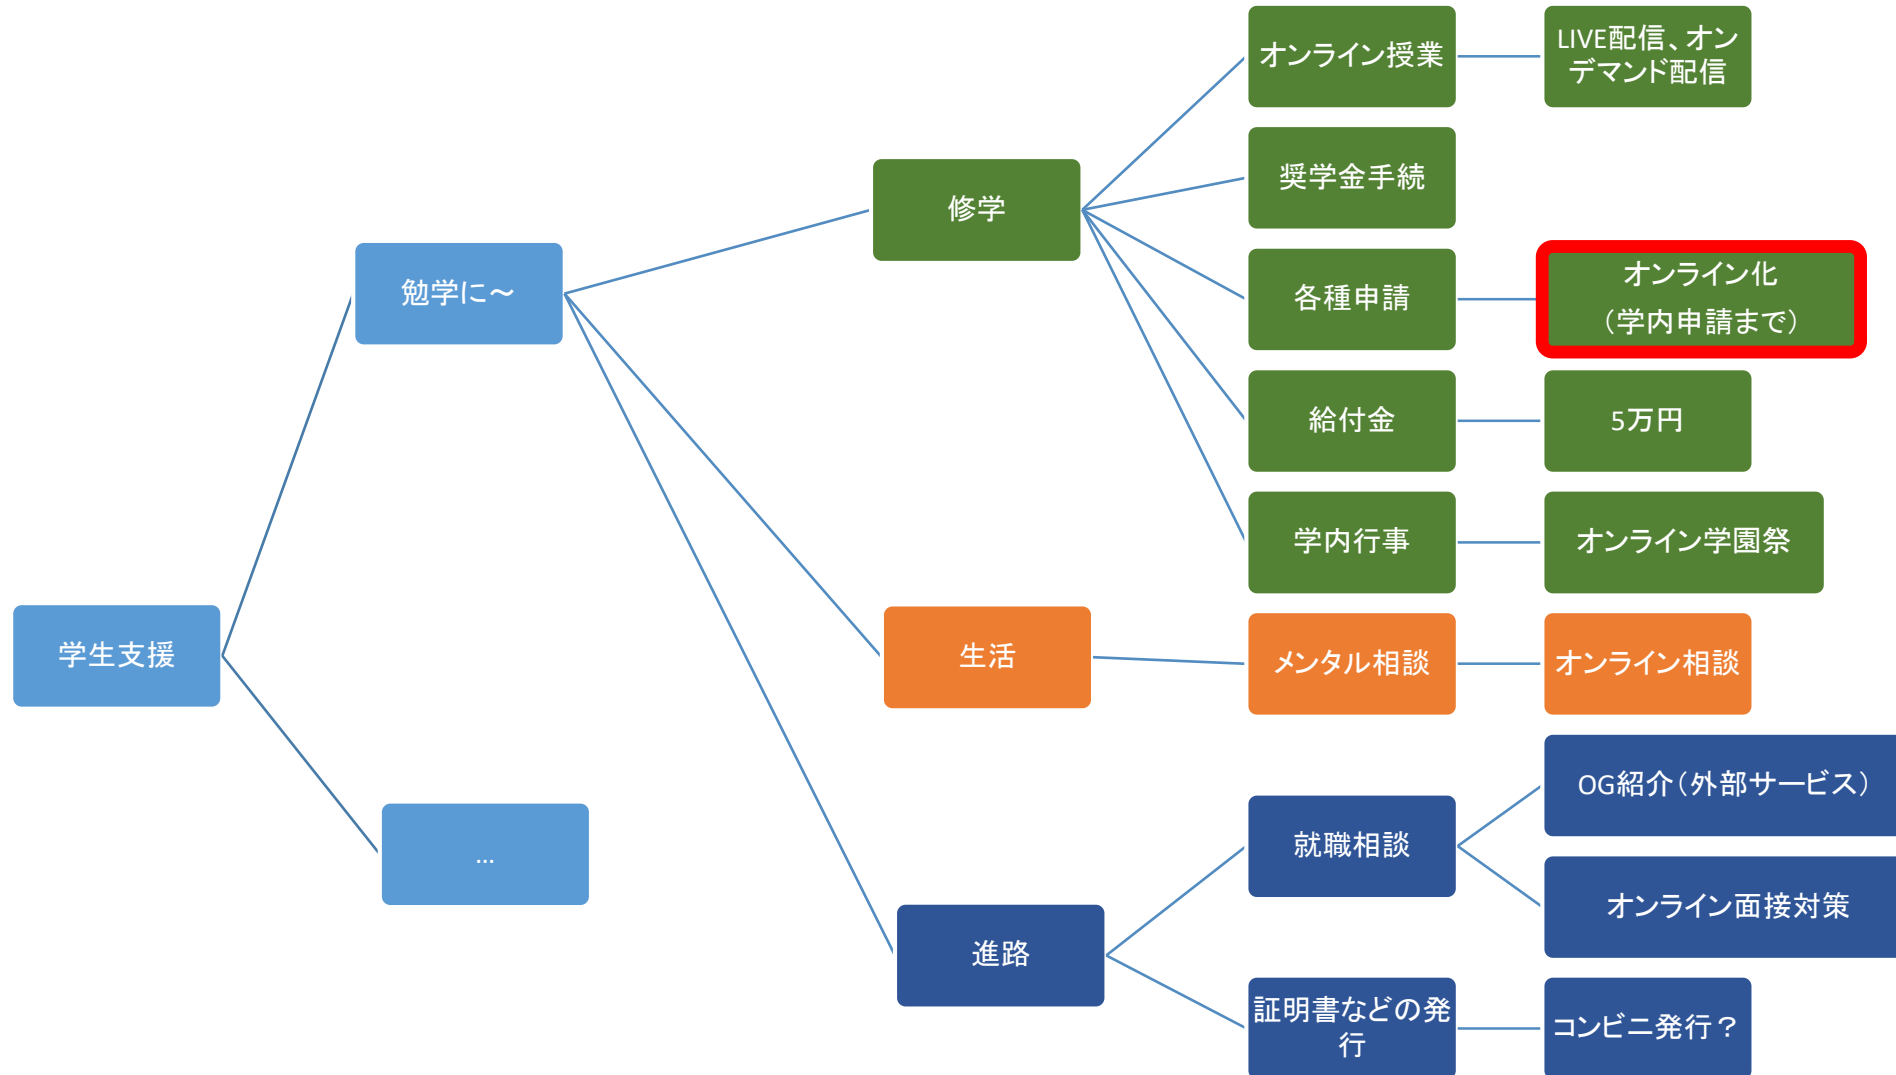 学生支援
勉学に～
…
修学
生活
進路
オンライン授業
LIVE配信、オン
デマンド配信
奨学金手続
各種申請
オンライン化
（学内申請まで）
給付金
5万円
学内行事
オンライン学園祭
メンタル相談
オンライン相談
就職相談
OG紹介（外部サービス）
オンライン面接対策
証明書などの発
行
コンビニ発行？